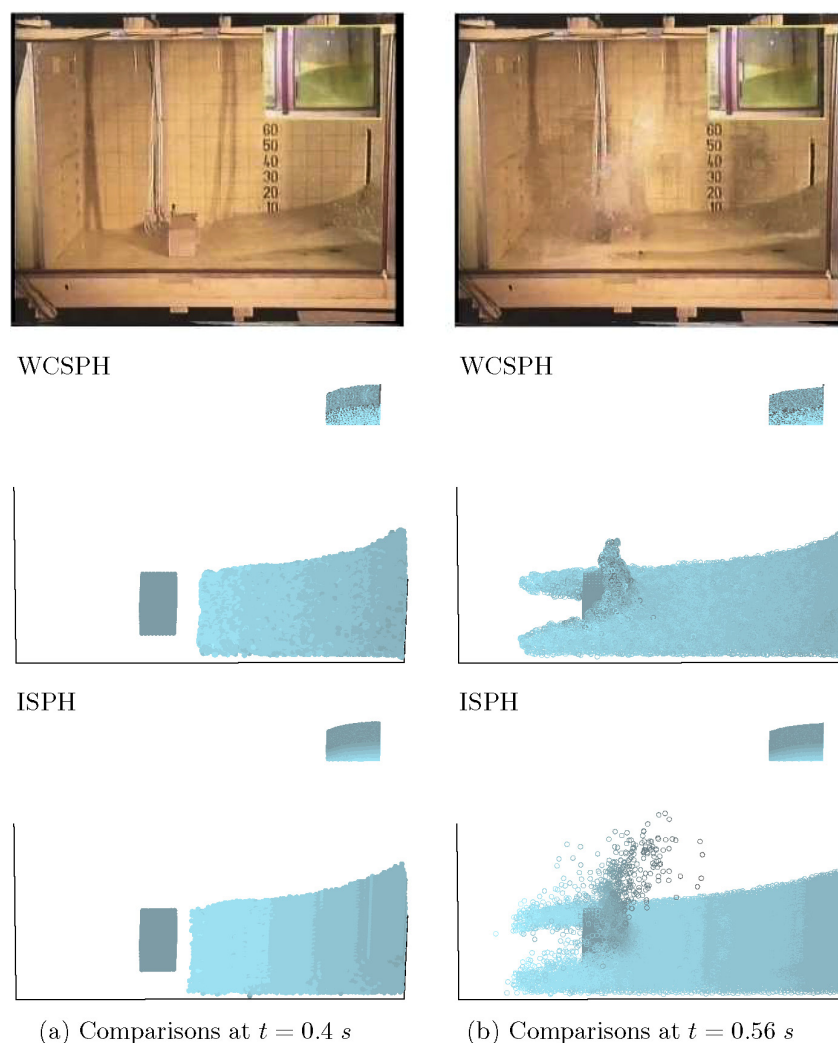 60 60
50 50
40 40
30 30
20 20
10 10
WCSPH WCSPH
ISPH ISPH
(a) Comparisons at t = 0.4 s (b) Comparisons at t = 0.56 s